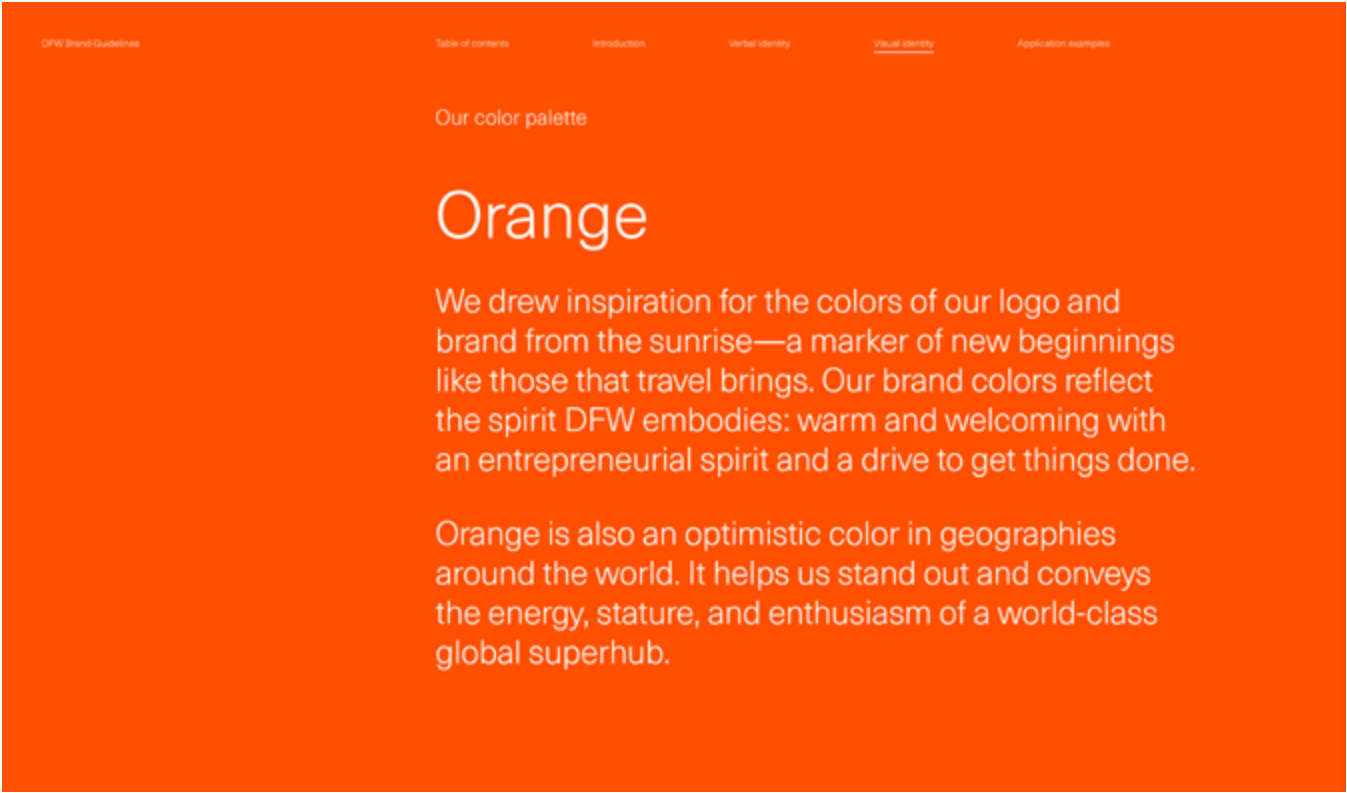 DFW Brand Guidelines
Table of contents
Introduction
Verbal identity
Visual identity
Application examples
Our color palette
Orange
We drew inspiration for the colors of our logo and
brand from the sunrise—a marker of new beginnings
like those that travel brings. Our brand colors reflect
the spirit DFW embodies: warm and welcoming with
an entrepreneurial spirit and a drive to get things done.
Orange is also an optimistic color in geographies
around the world. It helps us stand out and conveys
the energy, stature, and enthusiasm of a world-class
global superhub.